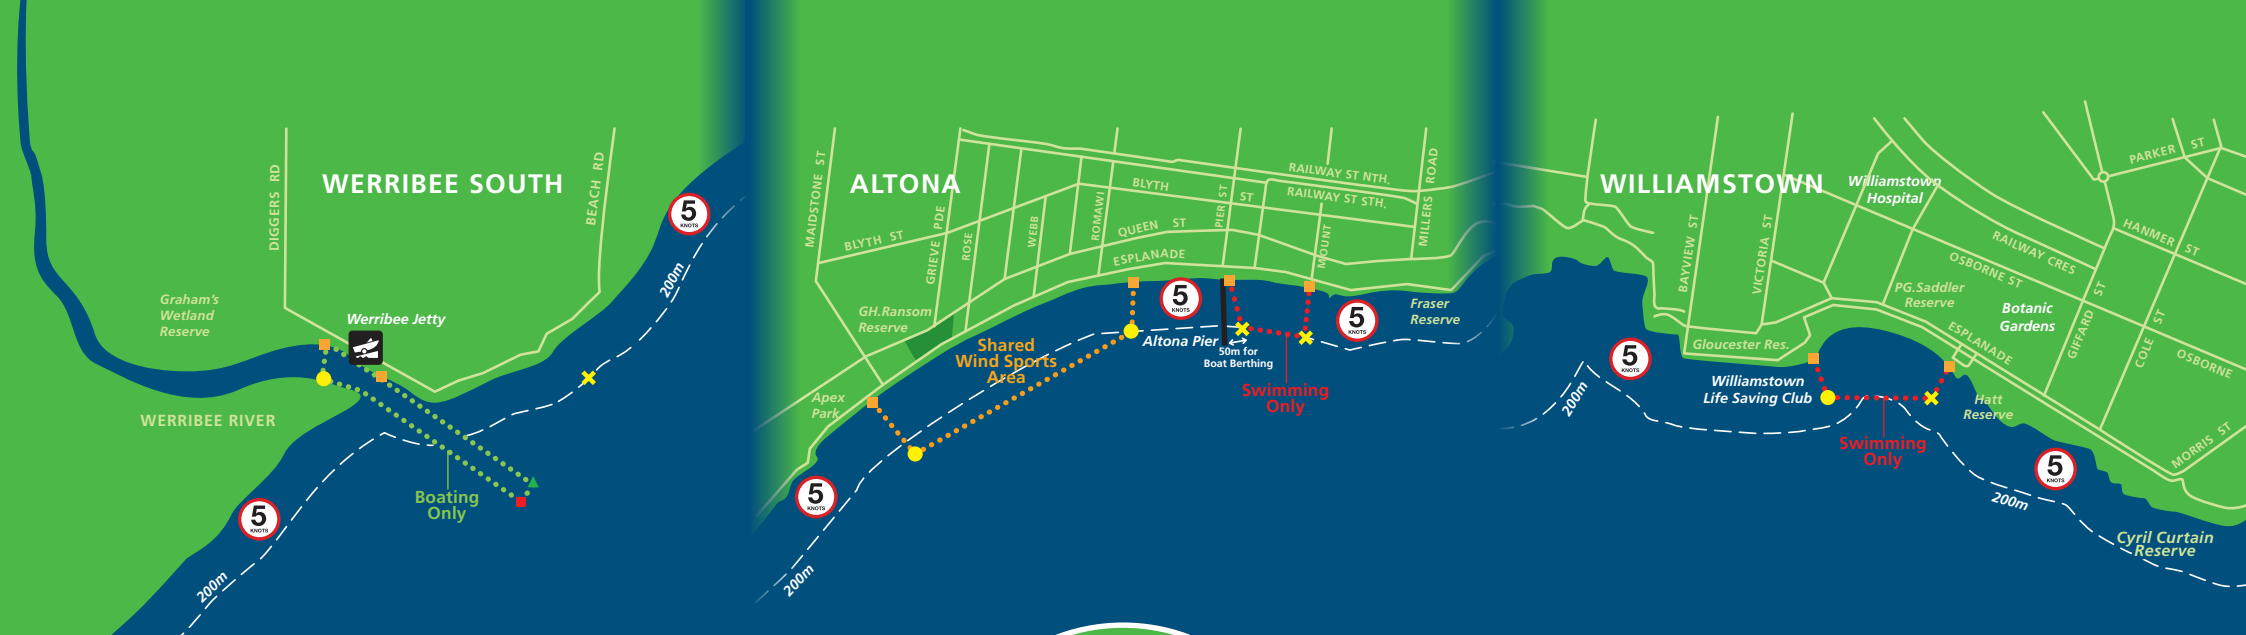 WERRIBEE SOUTH
DIGGERS RD
BEACH RD
5
KNOTS
200m
Graham's
Wetland
Reserve
Werribee Jetty
WERRIBEE RIVER
Boating
Only
5
KNOTS
200m
ALTONA
MAIDSTONE ST
BLYTH ST
GRIEVE PDE
ROSE
WEBB
ROMAWI
BLYTH ST
QUEEN ST
ESPLANADE
PIER ST
RAILWAY ST NTH.
RAILWAY ST STH.
MOUNT
MILLERS ROAD
GH.Ransom
Reserve
5
KNOTS
5
KNOTS
Fraser
Reserve
Shared
Wind Sports
Area
Altona Pier
50m for
Boat Berthing
Swimming
Only
Apex
Park
5
KNOTS
200m
WILLIAMSTOWN
Williamstown
Hospital
PARKER ST
BAYVIEW ST
VICTORIA ST
HANMER ST
RAILWAY CRES
OSBORNE ST
PG.Saddler
Reserve
Botanic
Gardens
GIFFARD ST
COLE ST
OSBORNE
ESPLANADE
Gloucester Res.
5
KNOTS
200m
Williamstown
Life Saving Club
Hatt
Reserve
Swimming
Only
MORRIS ST
5
KNOTS
200m
Cyril Curtain
Reserve